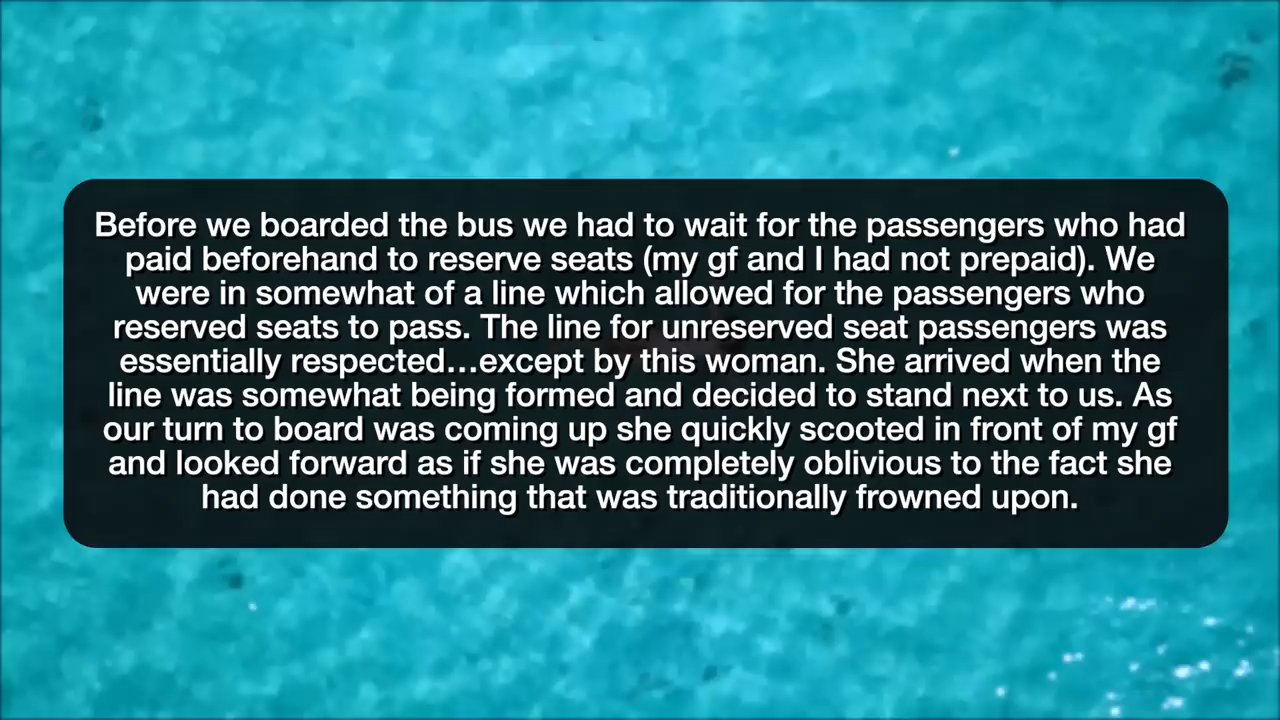 Before we boarded the bus we had to wait for the passengers who had
paid beforehand to reserve seats (my gf and I had not prepaid). We
were in somewhat of a line which allowed for the passengers who
reserved seats to pass. The line for unreserved seat passengers was
essentially respected...except by this woman. She arrived when the
line was somewhat being formed and decided to stand next to us. As
our turn to board was coming up she quickly scooted in front of my gf
and looked forward as if she was completely oblivious to the fact she
had done something that was traditionally frowned upon.